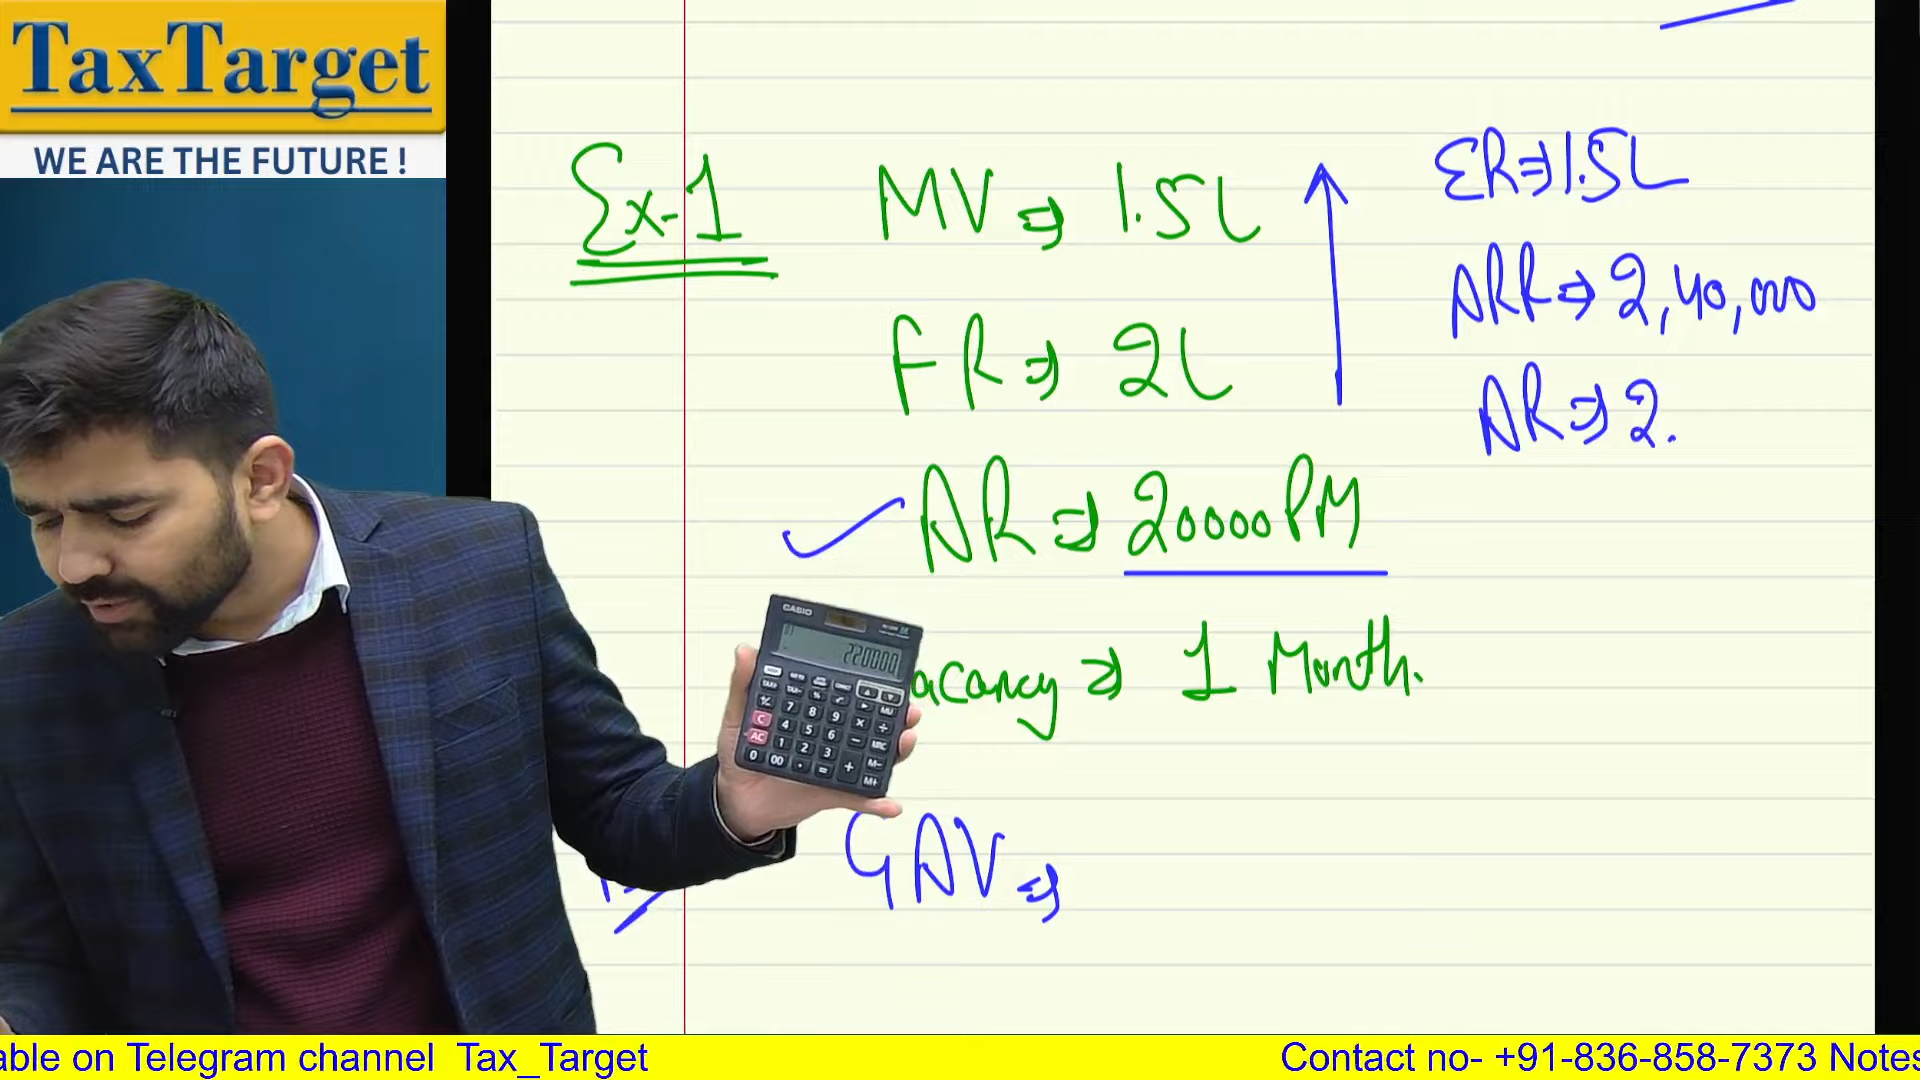 TaxTarget
WE ARE THE FUTURE !
Ex-1
MV ⇒ 1.5L
FR ⇒ 2L
AR ⇒ 20000 PM
acancy ⇒ 1 Month.
GAV ⇒
ER ⇒ 1.5L
ARR ⇒ 2,40,000
AR ⇒ 2.
CASIO
220000
able on Telegram channel Tax_Target
Contact no- +91-836-858-7373 Notes